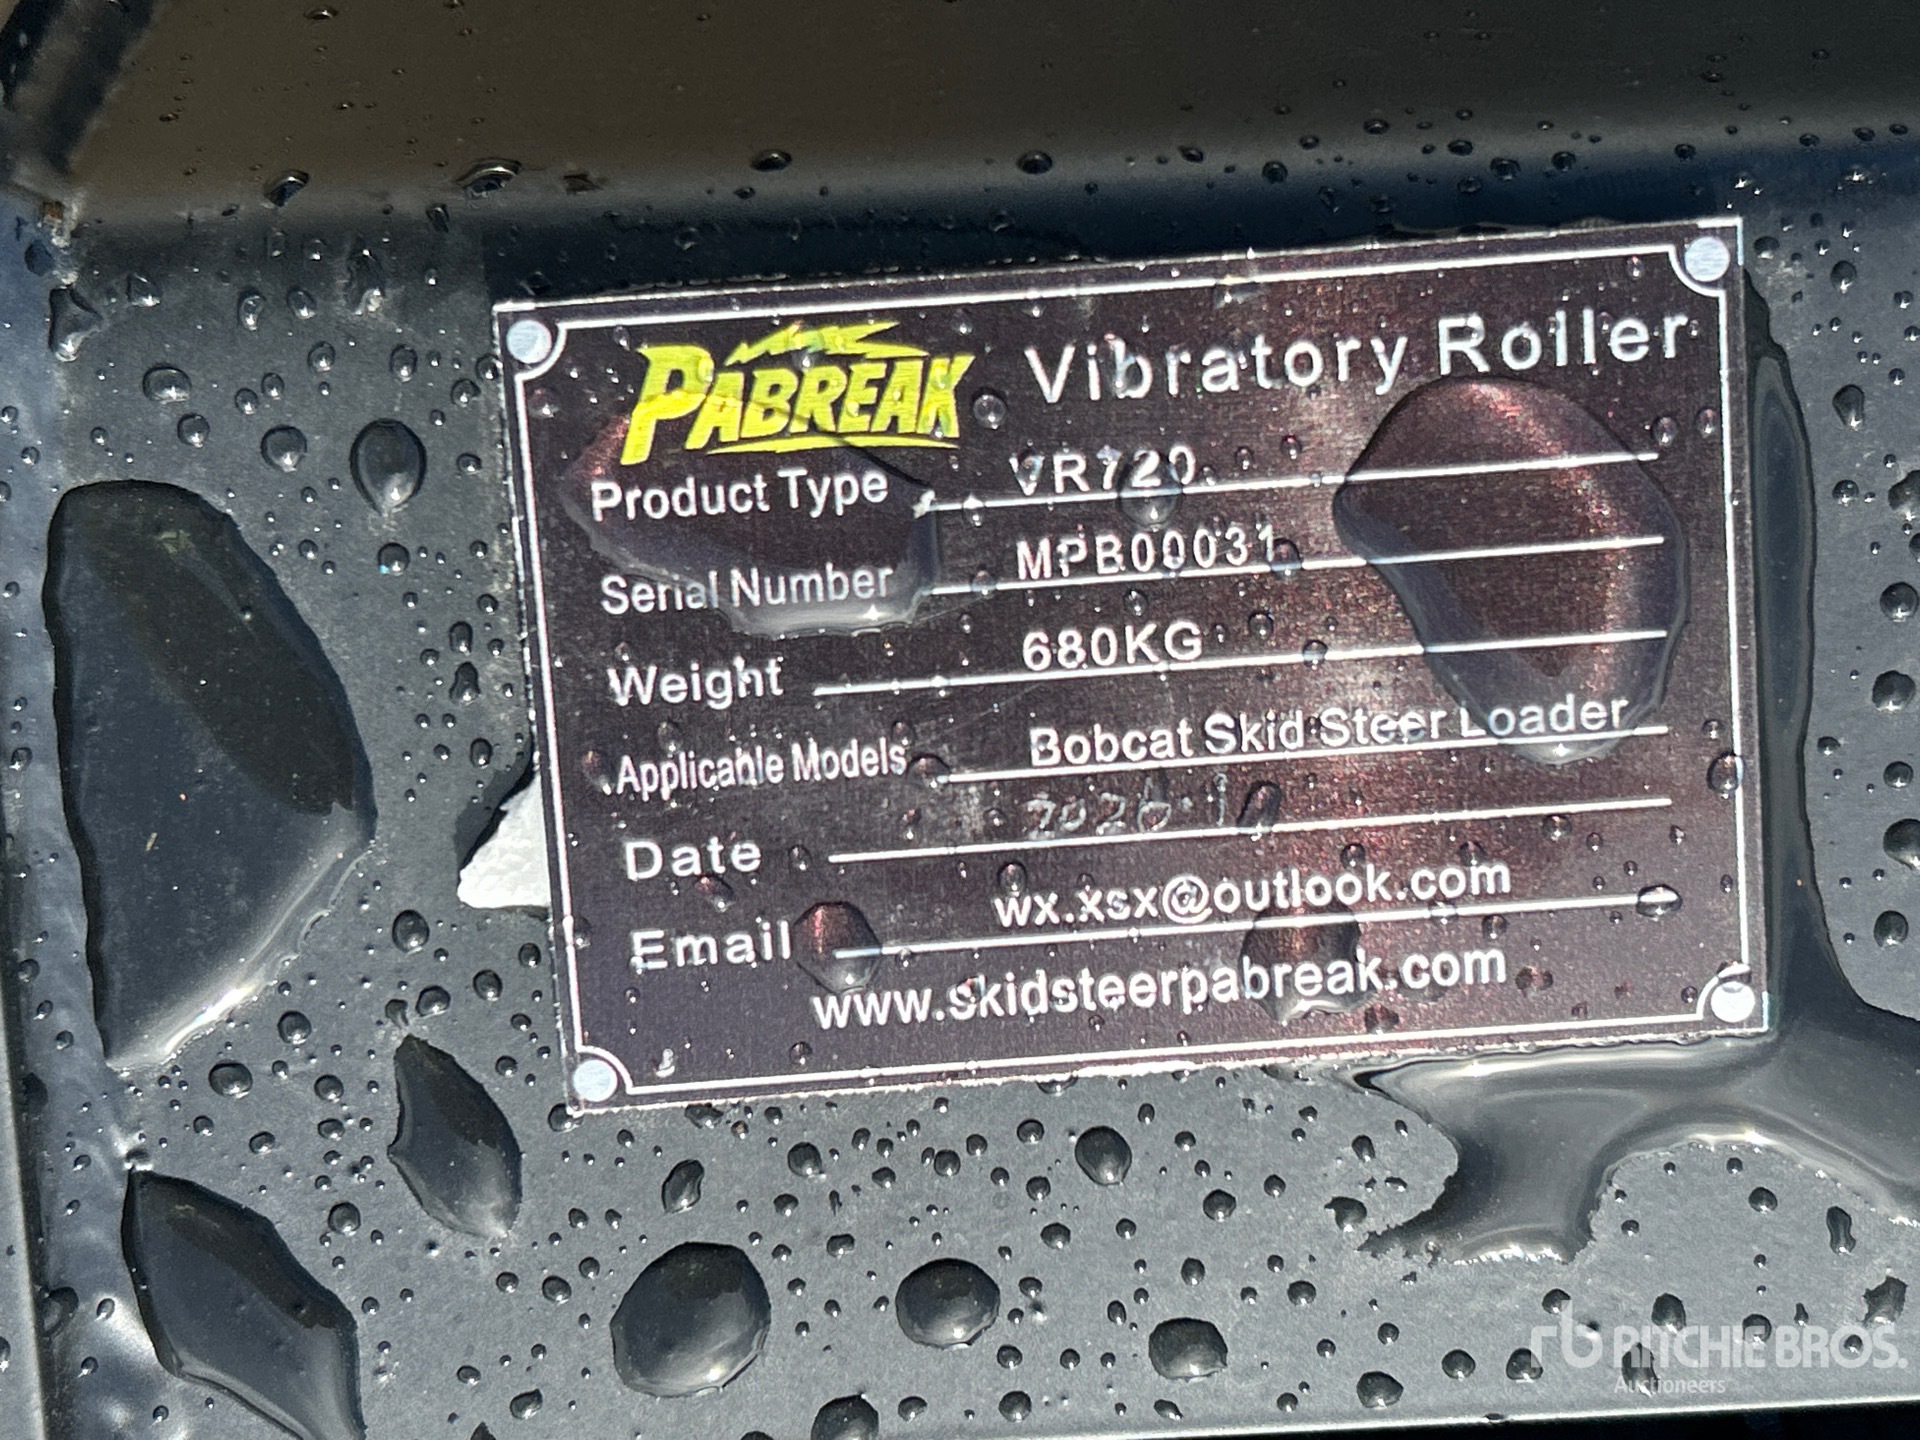 PABREAK Vibratory Roller
Product Type VR720
Serial Number MPB00031
Weight 680KG
Applicable Models Bobcat Skid Steer Loader
Date
Email wx.xsx@outlook.com
www.skidsteerpabreak.com
rb RITCHIE BROS.
Auctioneers